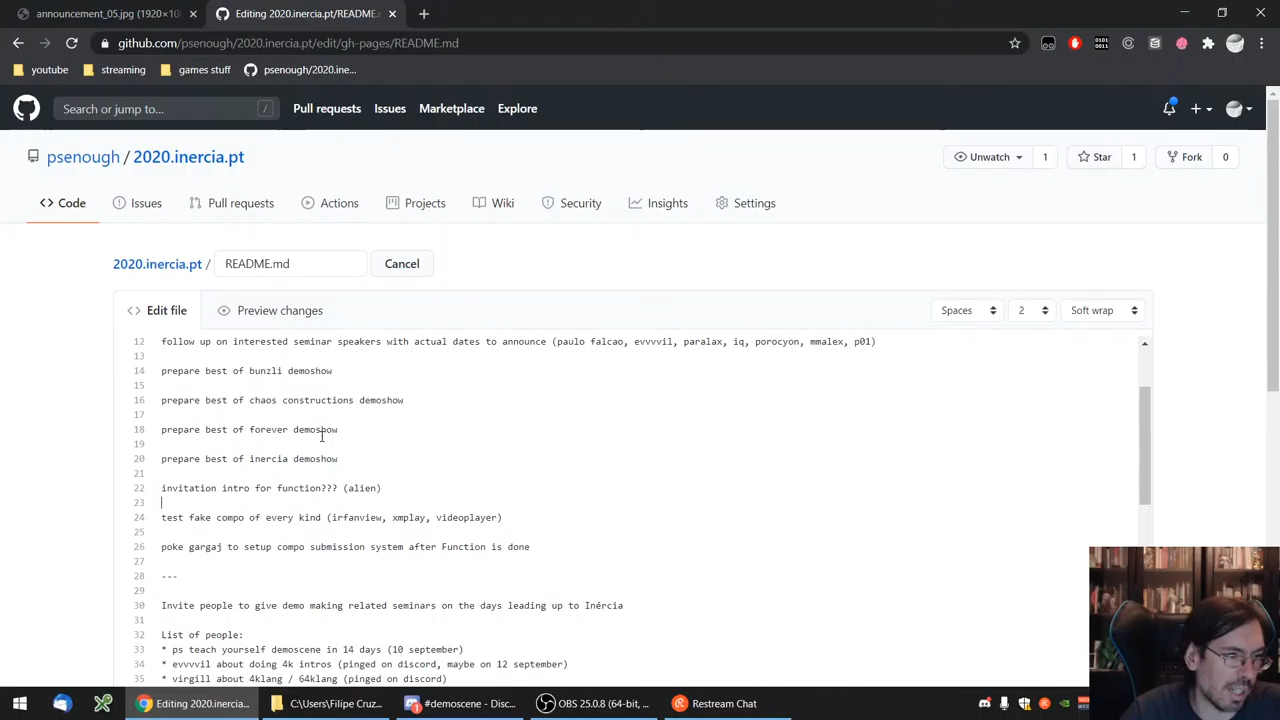 announcement_05.jpg (1920×10
Editing 2020.inercia.pt/README.
github.com/psenough/2020.inercia.pt/edit/gh-pages/README.md
youtube
streaming
games stuff
psenough/2020.ine...
Search or jump to...
/
Pull requests
Issues
Marketplace
Explore
psenough / 2020.inercia.pt
Unwatch
1
Star
1
Fork
0
Code
Issues
Pull requests
Actions
Projects
Wiki
Security
Insights
Settings
2020.inercia.pt /
README.md
Cancel
Edit file
Preview changes
Spaces
2
Soft wrap
12 follow up on interested seminar speakers with actual dates to announce (paulo falcao, evvvvil, paralax, iq, porocyon, mmalex, p01)
13
14 prepare best of bunzli demoshow
15
16 prepare best of chaos constructions demoshow
17
18 prepare best of forever demoshow
19
20 prepare best of inercia demoshow
21
22 invitation intro for function??? (alien)
23
24 test fake compo of every kind (irfanview, xmplay, videoplayer)
25
26 poke gargaj to setup compo submission system after Function is done
27
28 ---
29
30 Invite people to give demo making related seminars on the days leading up to Inércia
31
32 List of people:
33 * ps teach yourself demoscene in 14 days (10 september)
34 * evvvvil about doing 4k intros (pinged on discord, maybe on 12 september)
35 * virgill about 4klang / 64klang (pinged on discord)
Editing 2020.inercia...
C:\Users\Filipe Cruz...
#demoscene - Disc...
OBS 25.0.8 (64-bit, ...
Restream Chat